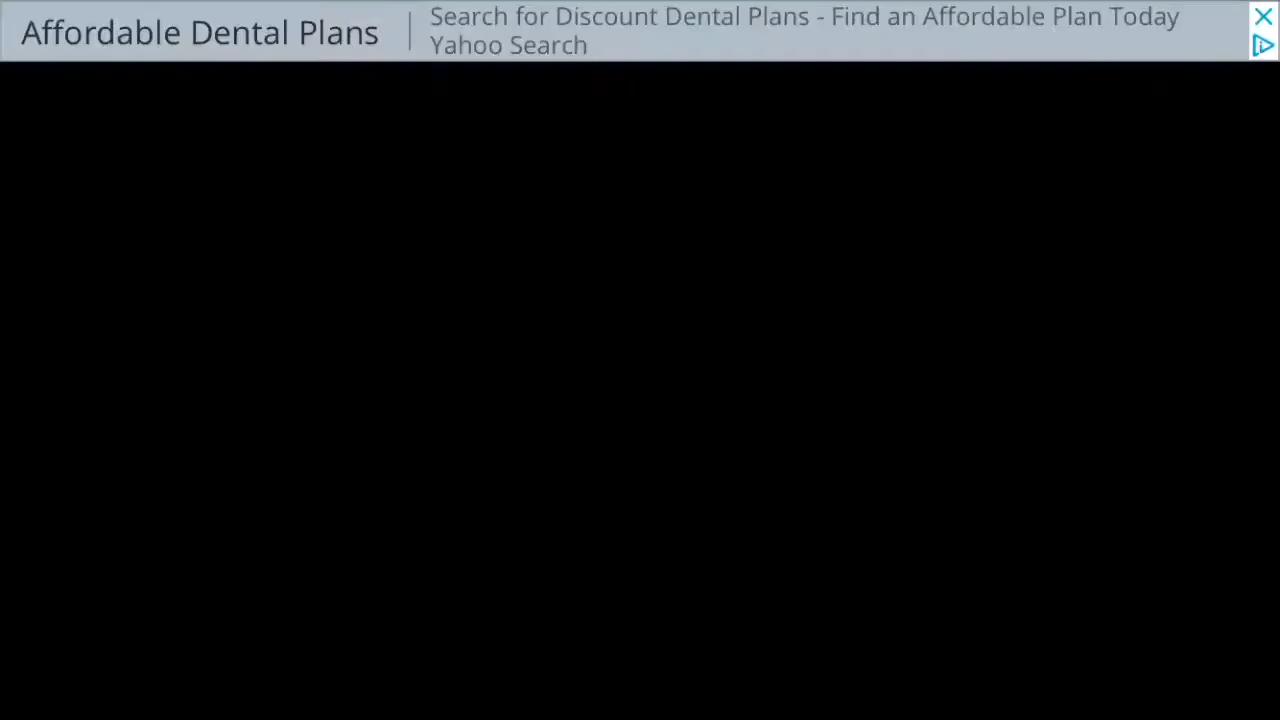 Affordable Dental Plans
Search for Discount Dental Plans - Find an Affordable Plan Today
Yahoo Search